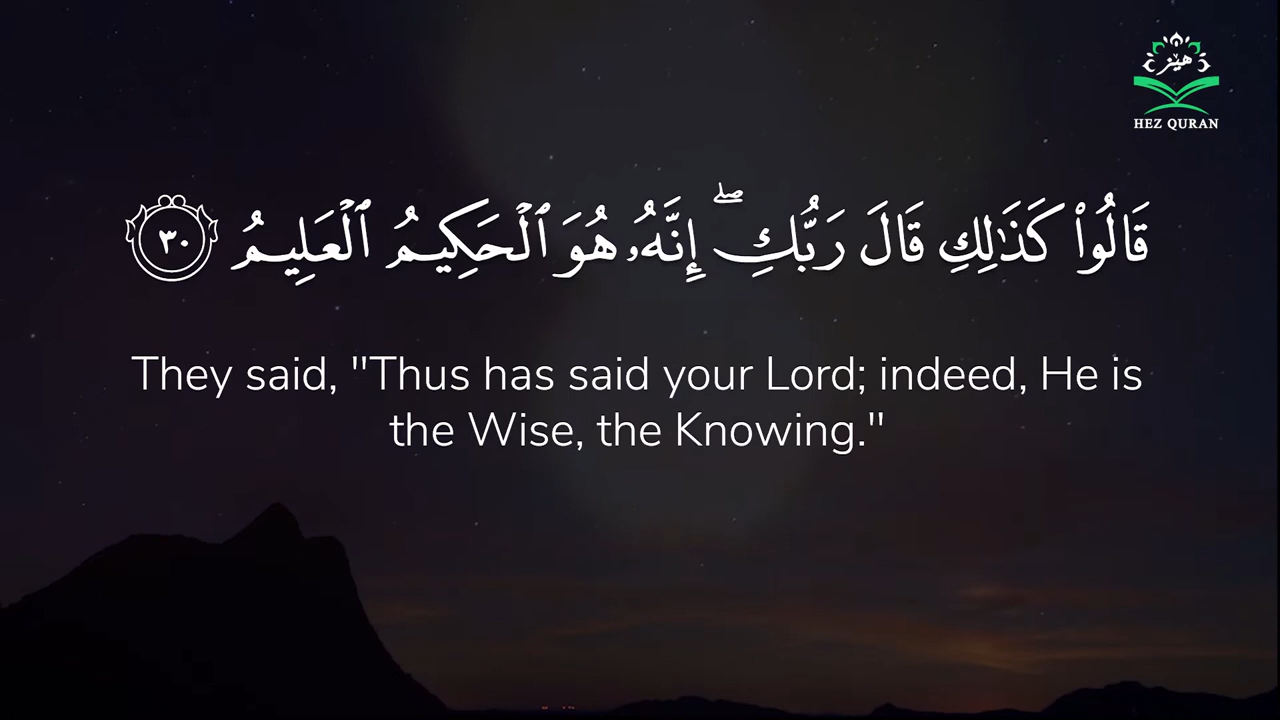 هێز
HEZ QURAN
قَالُوا۟ كَذَٰلِكِ قَالَ رَبُّكِ ۖ إِنَّهُۥ هُوَ ٱلْحَكِيمُ ٱلْعَلِيمُ ٣٠
They said, "Thus has said your Lord; indeed, He is
the Wise, the Knowing."